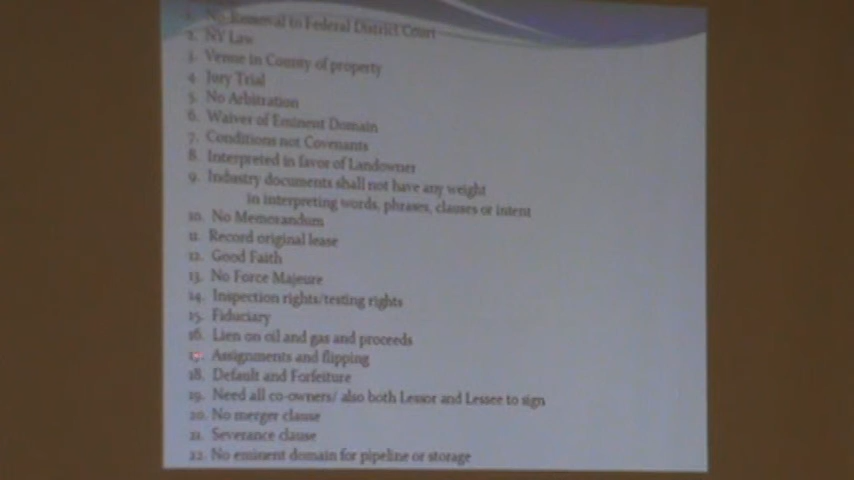 1. No Removal to Federal District Court
2. NY Law
3. Venue in County of property
4. Jury Trial
5. No Arbitration
6. Waiver of Eminent Domain
7. Conditions not Covenants
8. Interpreted in favor of Landowner
9. Industry documents shall not have any weight
in interpreting words, phrases, clauses or intent
10. No Memorandum
11. Record original lease
12. Good Faith
13. No Force Majeure
14. Inspection rights/testing rights
15. Fiduciary
16. Lien on oil and gas and proceeds
17. Assignments and flipping
18. Default and Forfeiture
19. Need all co-owners/ also both Lessor and Lessee to sign
20. No merger clause
21. Severance clause
22. No eminent domain for pipeline or storage